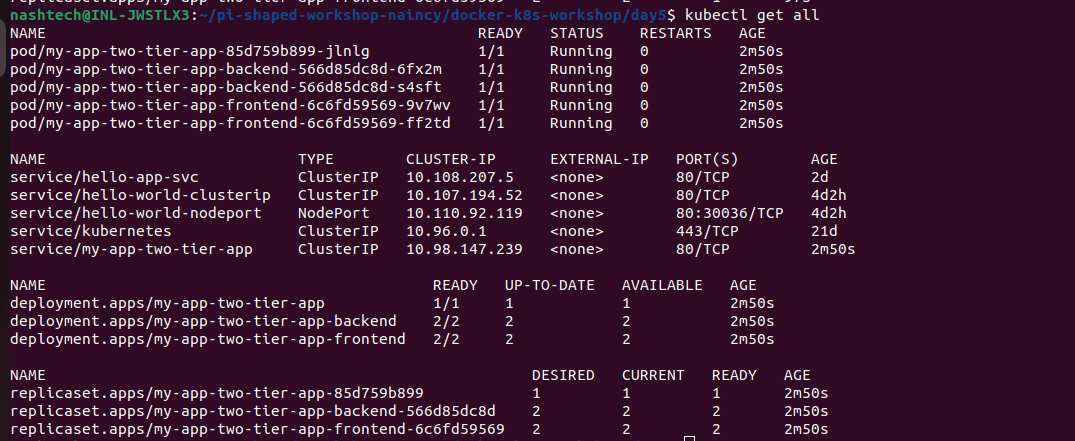 nashtech@INL-JWSTLX3:~/pi-shaped-workshop-naincy/docker-k8s-workshop/day5$ kubectl get all
NAME READY STATUS RESTARTS AGE
pod/my-app-two-tier-app-85d759b899-jlnlg 1/1 Running 0 2m50s
pod/my-app-two-tier-app-backend-566d85dc8d-6fx2m 1/1 Running 0 2m50s
pod/my-app-two-tier-app-backend-566d85dc8d-s4sft 1/1 Running 0 2m50s
pod/my-app-two-tier-app-frontend-6c6fd59569-9v7wv 1/1 Running 0 2m50s
pod/my-app-two-tier-app-frontend-6c6fd59569-ff2td 1/1 Running 0 2m50s
NAME TYPE CLUSTER-IP EXTERNAL-IP PORT(S) AGE
service/hello-app-svc ClusterIP 10.108.207.5 <none> 80/TCP 2d
service/hello-world-clusterip ClusterIP 10.107.194.52 <none> 80/TCP 4d2h
service/hello-world-nodeport NodePort 10.110.92.119 <none> 80:30036/TCP 4d2h
service/kubernetes ClusterIP 10.96.0.1 <none> 443/TCP 21d
service/my-app-two-tier-app ClusterIP 10.98.147.239 <none> 80/TCP 2m50s
NAME READY UP-TO-DATE AVAILABLE AGE
deployment.apps/my-app-two-tier-app 1/1 1 1 2m50s
deployment.apps/my-app-two-tier-app-backend 2/2 2 2 2m50s
deployment.apps/my-app-two-tier-app-frontend 2/2 2 2 2m50s
NAME DESIRED CURRENT READY AGE
replicaset.apps/my-app-two-tier-app-85d759b899 1 1 1 2m50s
replicaset.apps/my-app-two-tier-app-backend-566d85dc8d 2 2 2 2m50s
replicaset.apps/my-app-two-tier-app-frontend-6c6fd59569 2 2 2 2m50s